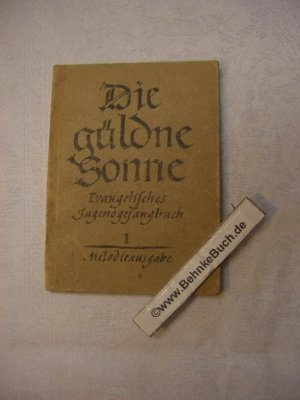 Die
güldne
Sonne
Evangelisches
Jugendgesangbuch
1
Melodieausgabe
©www.BehnkeBuch.de.